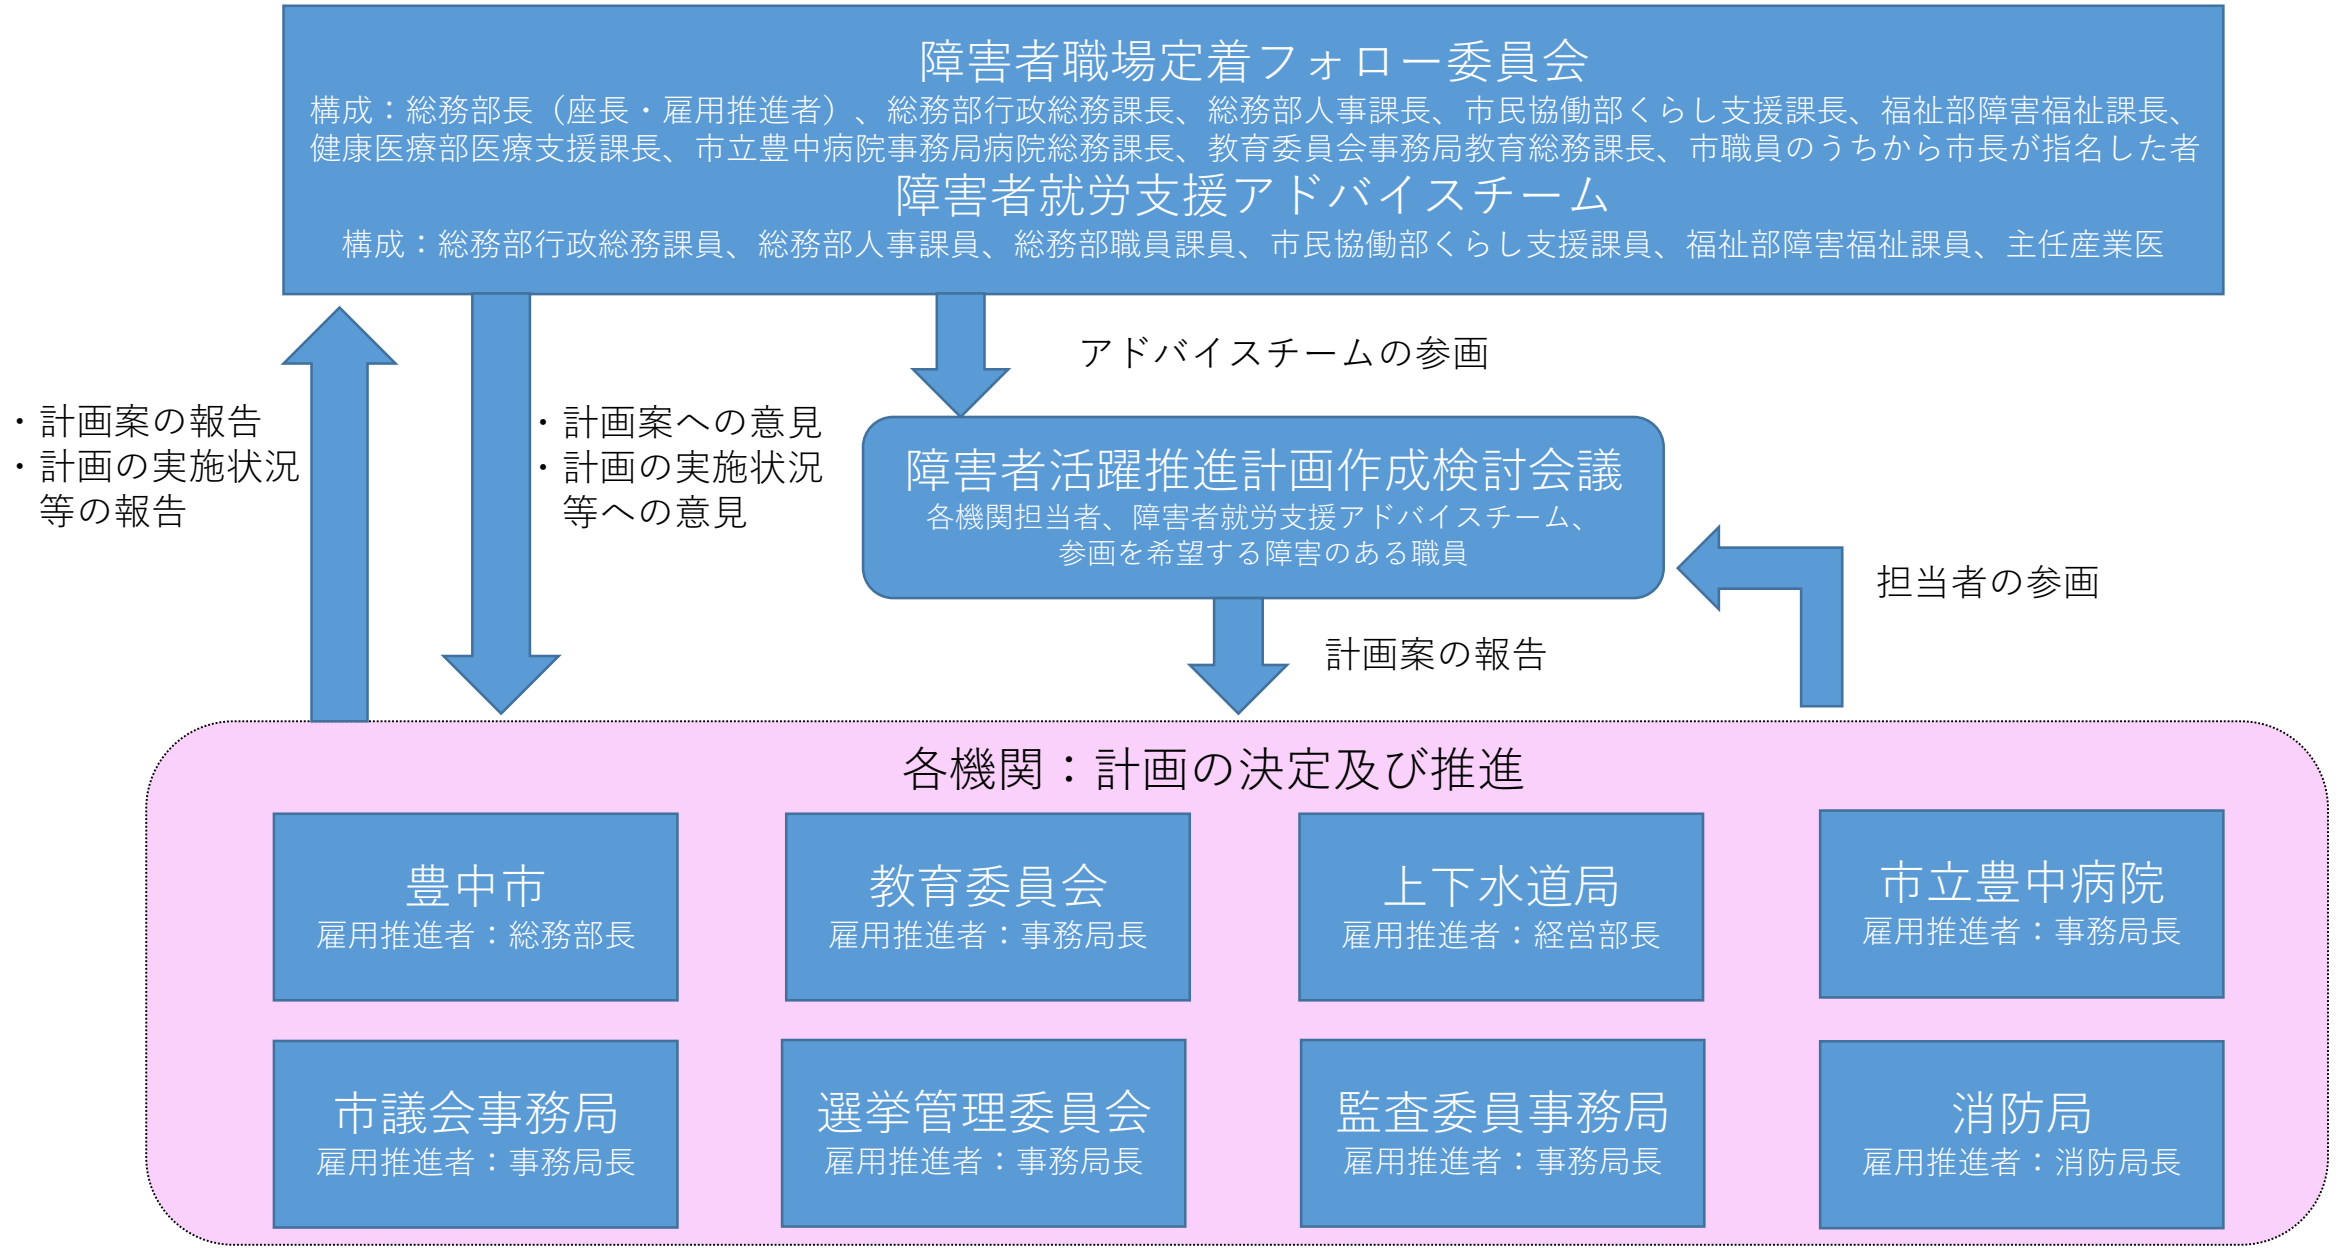 障害者職場定着フォロー委員会
構成：総務部長（座長・雇用推進者）、総務部行政総務課長、総務部人事課長、市民協働部くらし支援課長、福祉部障害福祉課長、
健康医療部医療支援課長、市立豊中病院事務局病院総務課長、教育委員会事務局教育総務課長、市職員のうちから市長が指名した者
障害者就労支援アドバイスチーム
構成：総務部行政総務課員、総務部人事課員、総務部職員課員、市民協働部くらし支援課員、福祉部障害福祉課員、主任産業医
アドバイスチームの参画
・計画案の報告
・計画の実施状況
等の報告
・計画案への意見
・計画の実施状況
等への意見
障害者活躍推進計画作成検討会議
各機関担当者、障害者就労支援アドバイスチーム、
参画を希望する障害のある職員
担当者の参画
計画案の報告
各機関：計画の決定及び推進
豊中市
雇用推進者：総務部長
教育委員会
雇用推進者：事務局長
上下水道局
雇用推進者：経営部長
市立豊中病院
雇用推進者：事務局長
市議会事務局
雇用推進者：事務局長
選挙管理委員会
雇用推進者：事務局長
監査委員事務局
雇用推進者：事務局長
消防局
雇用推進者：消防局長